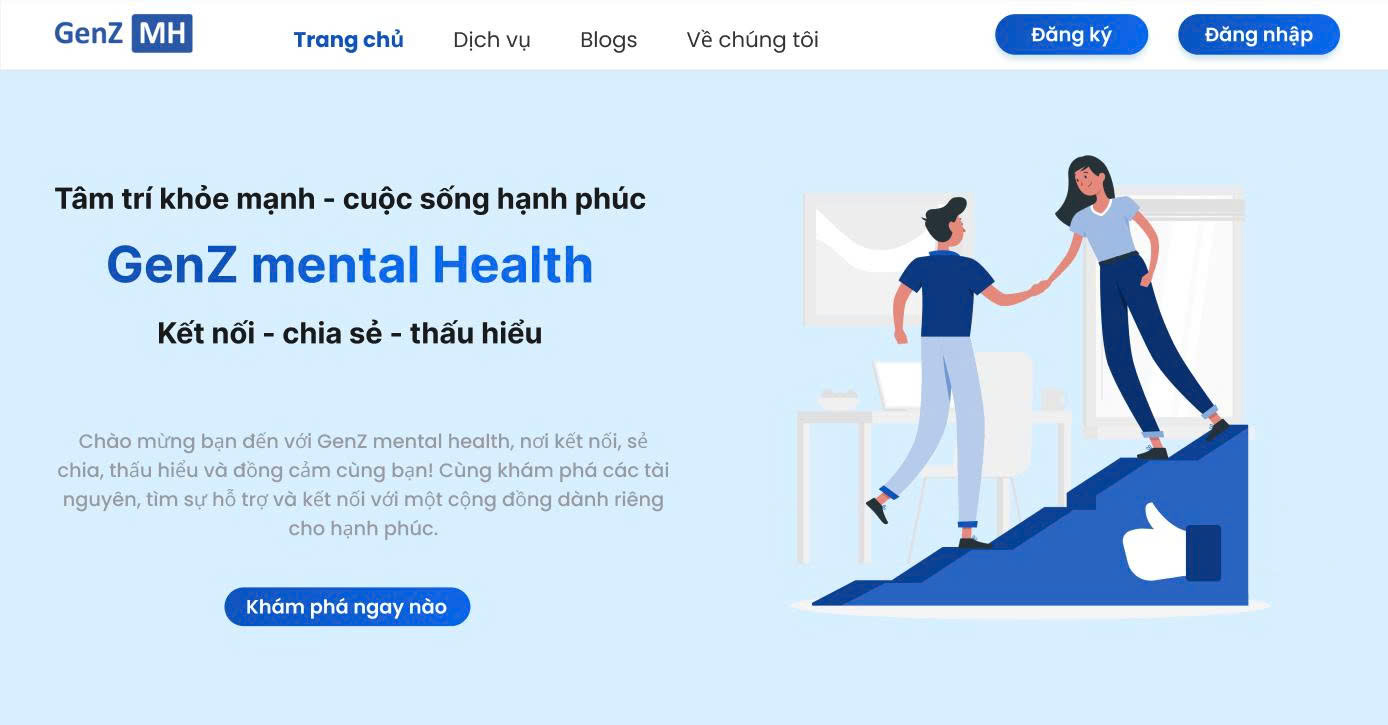 GenZ MH
Trang chủ
Dịch vụ
Blogs
Về chúng tôi
Đăng ký
Đăng nhập
Tâm trí khỏe mạnh - cuộc sống hạnh phúc
GenZ mental Health
Kết nối - chia sẻ - thấu hiểu
Chào mừng bạn đến với GenZ mental health, nơi kết nối, sẻ
chia, thấu hiểu và đồng cảm cùng bạn! Cùng khám phá các tài
nguyên, tìm sự hỗ trợ và kết nối với một cộng đồng dành riêng
cho hạnh phúc.
Khám phá ngay nào